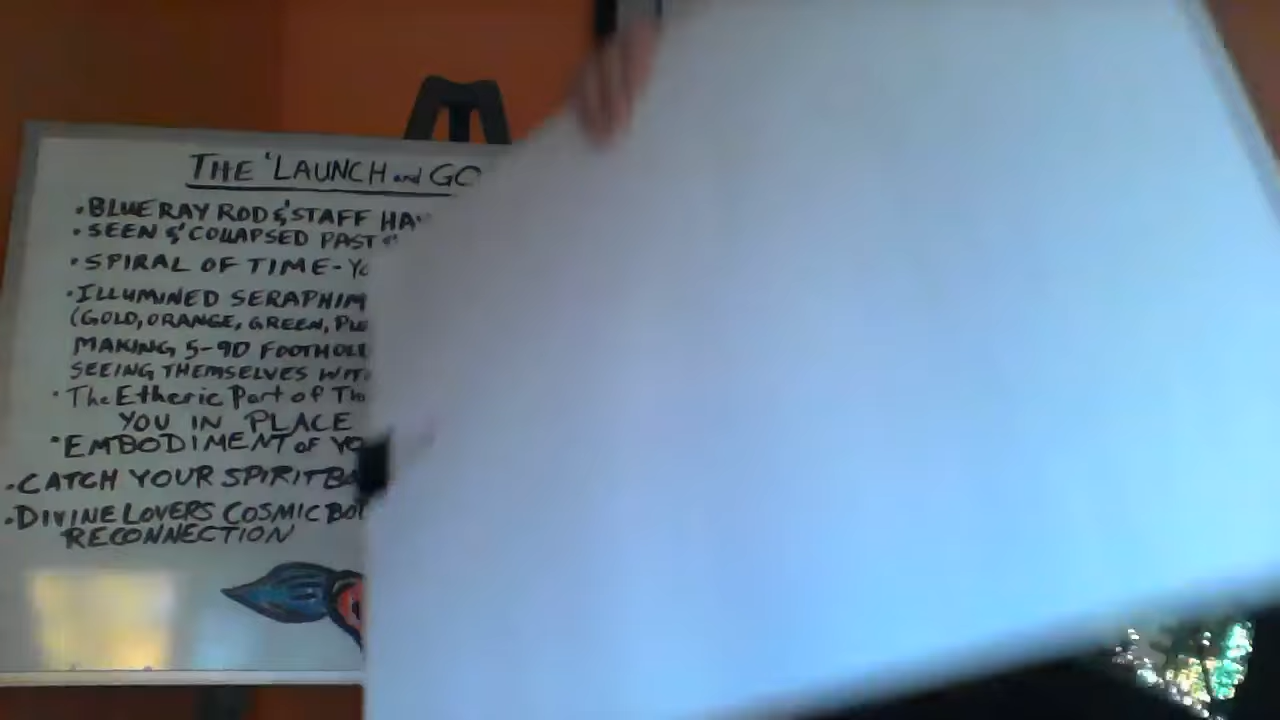 THE 'LAUNCH and GO
• BLUE RAY ROD &'STAFF HA
• SEEN &'COLLAPSED PAST
• SPIRAL OF TIME-YO
• ILLUMINED SERAPHIM
(GOLD, ORANGE, GREEN,
MAKING 5-9D FOOTHOL
SEEING THEMSELVES WIT
• The Etheric Part of Th
YOU IN PLACE
• EMBODIMENT OF YO
• CATCH YOUR SPIRIT BA
• DIVINE LOVERS COSMIC BO
RECONNECTION